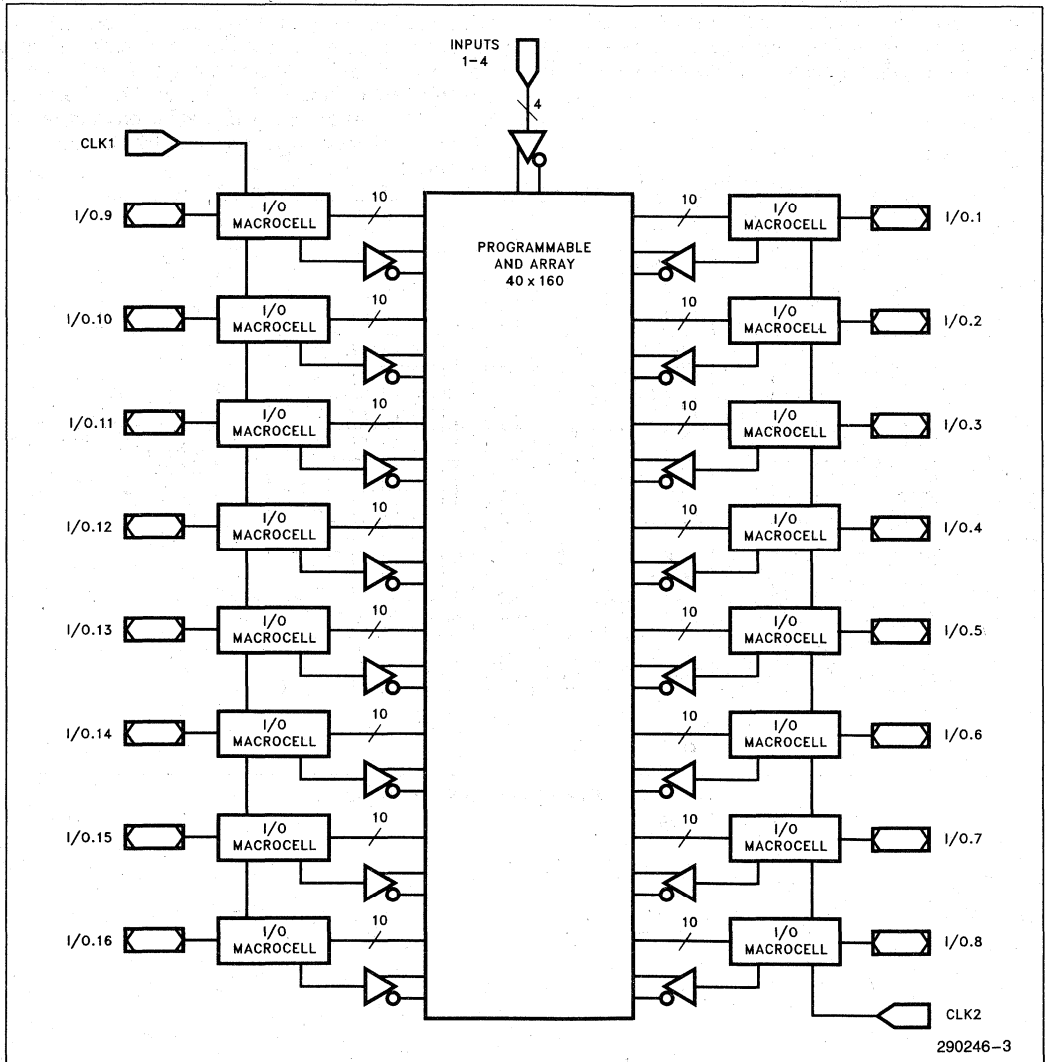 INPUTS
1-4
4
CLK1
I/O.9
I/O
MACROCELL
10
PROGRAMMABLE
AND ARRAY
40 x 160
10
I/O
MACROCELL
I/O.1
I/O.10
I/O
MACROCELL
10
10
I/O
MACROCELL
I/O.2
I/O.11
I/O
MACROCELL
10
10
I/O
MACROCELL
I/O.3
I/O.12
I/O
MACROCELL
10
10
I/O
MACROCELL
I/O.4
I/O.13
I/O
MACROCELL
10
10
I/O
MACROCELL
I/O.5
I/O.14
I/O
MACROCELL
10
10
I/O
MACROCELL
I/O.6
I/O.15
I/O
MACROCELL
10
10
I/O
MACROCELL
I/O.7
I/O.16
I/O
MACROCELL
10
10
I/O
MACROCELL
I/O.8
CLK2
290246-3